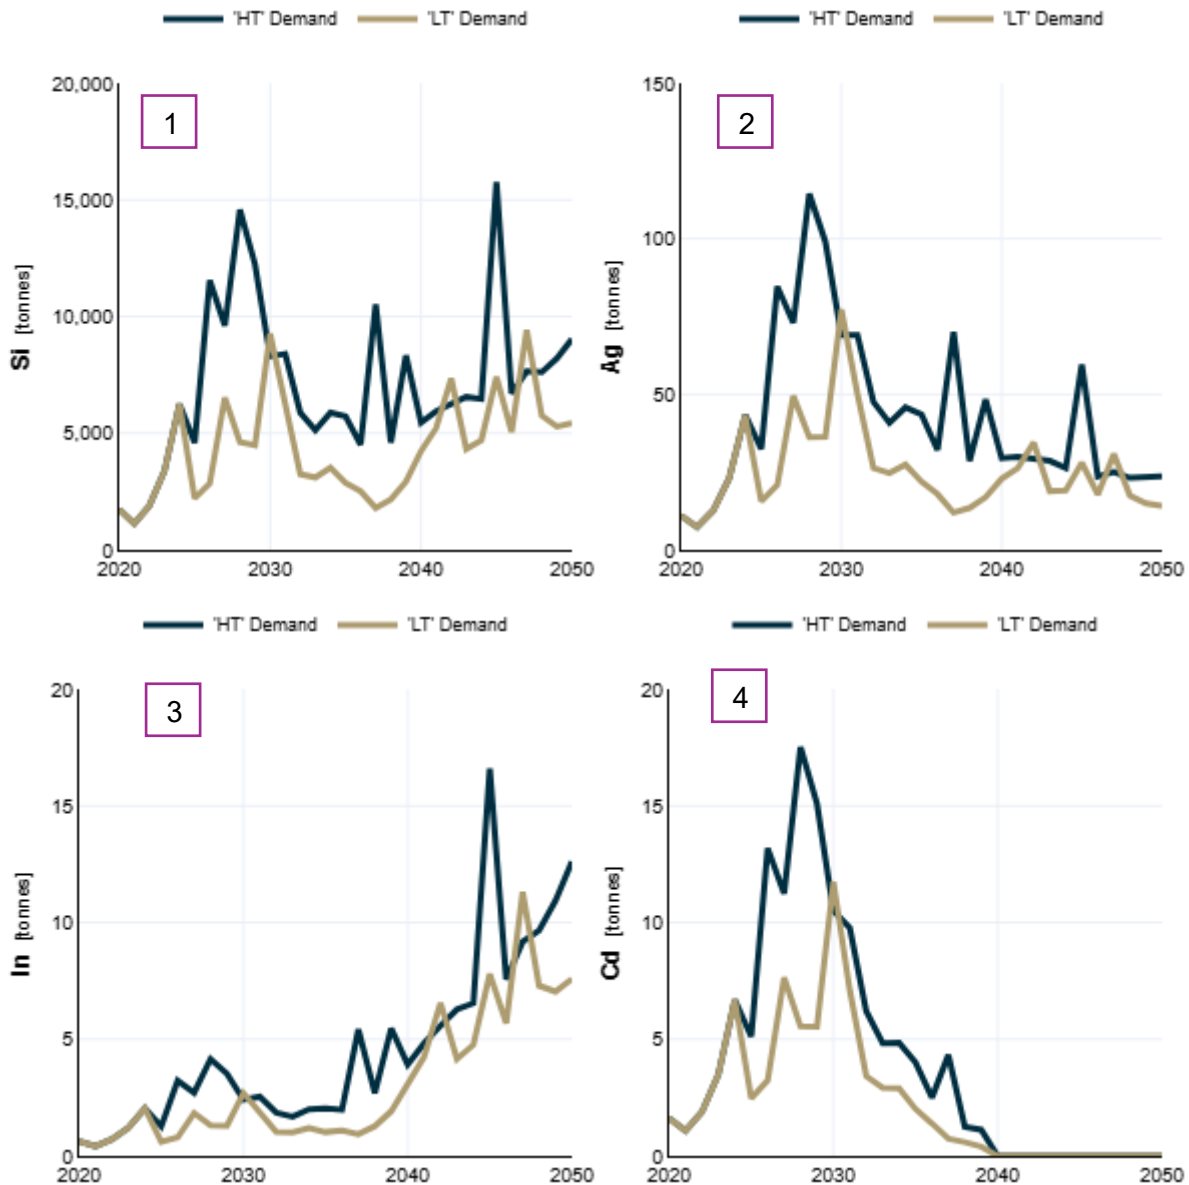 'HT' Demand 'LT' Demand
20,000
15,000
10,000
5,000
0
2020 2030 2040 2050
Si [tonnes]
1
'HT' Demand 'LT' Demand
150
100
50
0
2020 2030 2040 2050
Ag [tonnes]
2
'HT' Demand 'LT' Demand
20
15
10
5
0
2020 2030 2040 2050
In [tonnes]
3
'HT' Demand 'LT' Demand
20
15
10
5
0
2020 2030 2040 2050
Cd [tonnes]
4